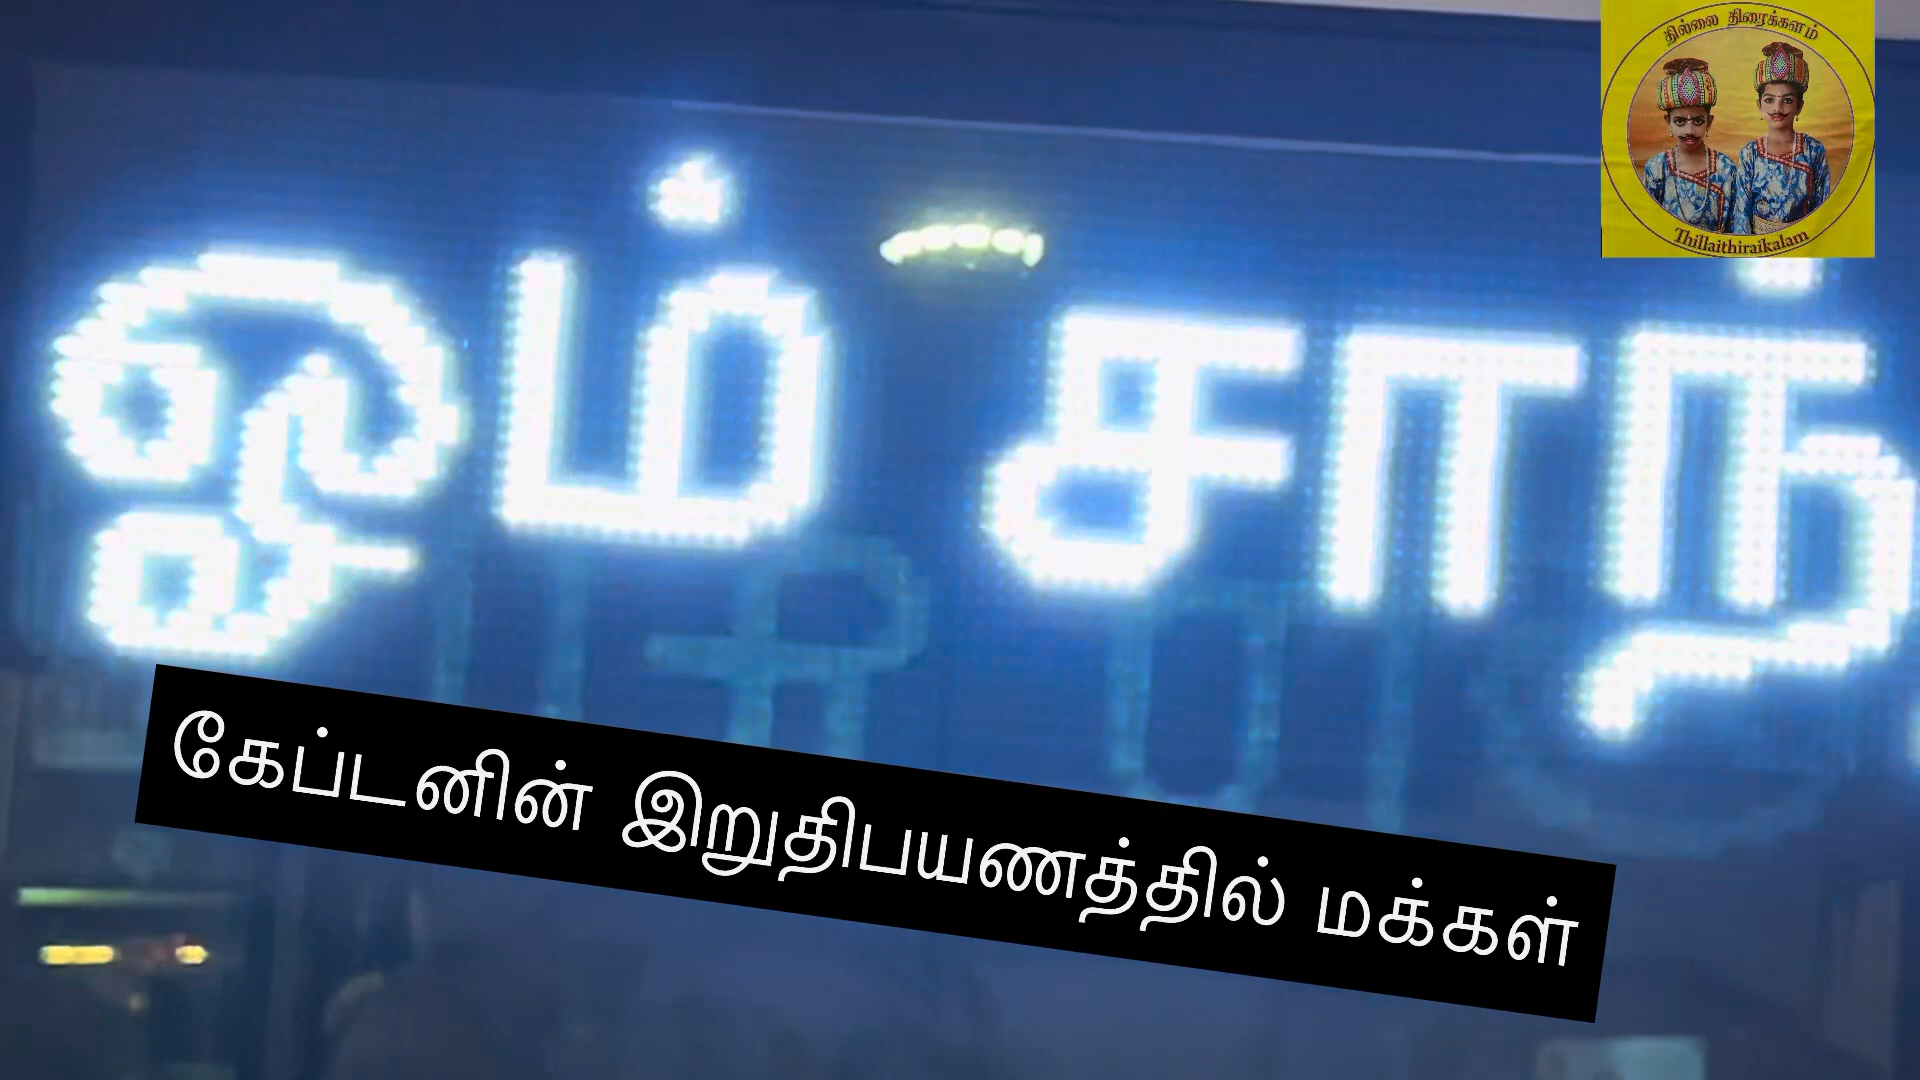 தில்லை திரைக்களம்
Thillaithiraikalam
ஓம் சாந்
கேப்டனின் இறுதிபயணத்தில் மக்கள்